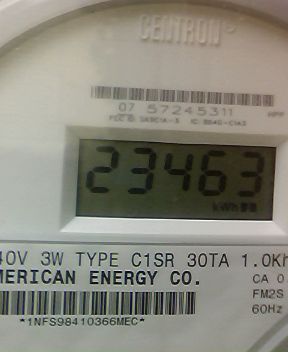 CENTRON
07 57245311
23463
kWh
40V 3W TYPE C1SR 30TA 1.0Kh
MERICAN ENERGY CO.
CA 0
FM2S
60Hz
*1NFS98410366MEC*